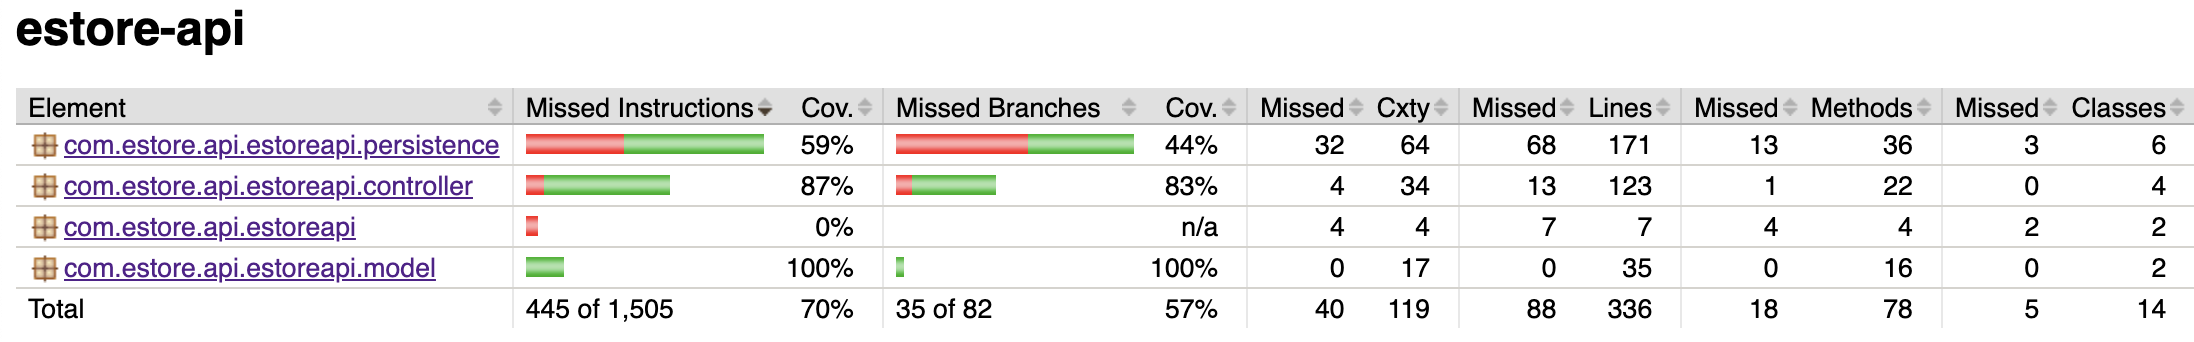 estore-api
Element Missed Instructions Cov. Missed Branches Cov. Missed Cxty Missed Lines Missed Methods Missed Classes
com.estore.api.estoreapi.persistence 59% 44% 32 64 68 171 13 36 3 6
com.estore.api.estoreapi.controller 87% 83% 4 34 13 123 1 22 0 4
com.estore.api.estoreapi 0% n/a 4 4 7 7 4 4 2 2
com.estore.api.estoreapi.model 100% 100% 0 17 0 35 0 16 0 2
Total 445 of 1,505 70% 35 of 82 57% 40 119 88 336 18 78 5 14